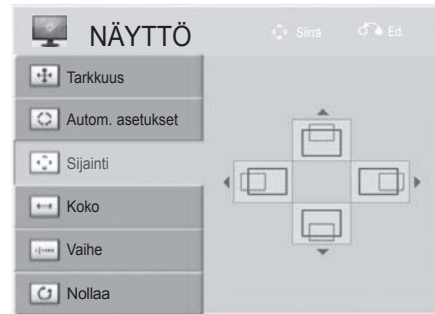 NÄYTTÖ
Siirrä
Ed.
Tarkkuus
Autom. asetukset
Sijainti
Koko
Vaihe
Nollaa